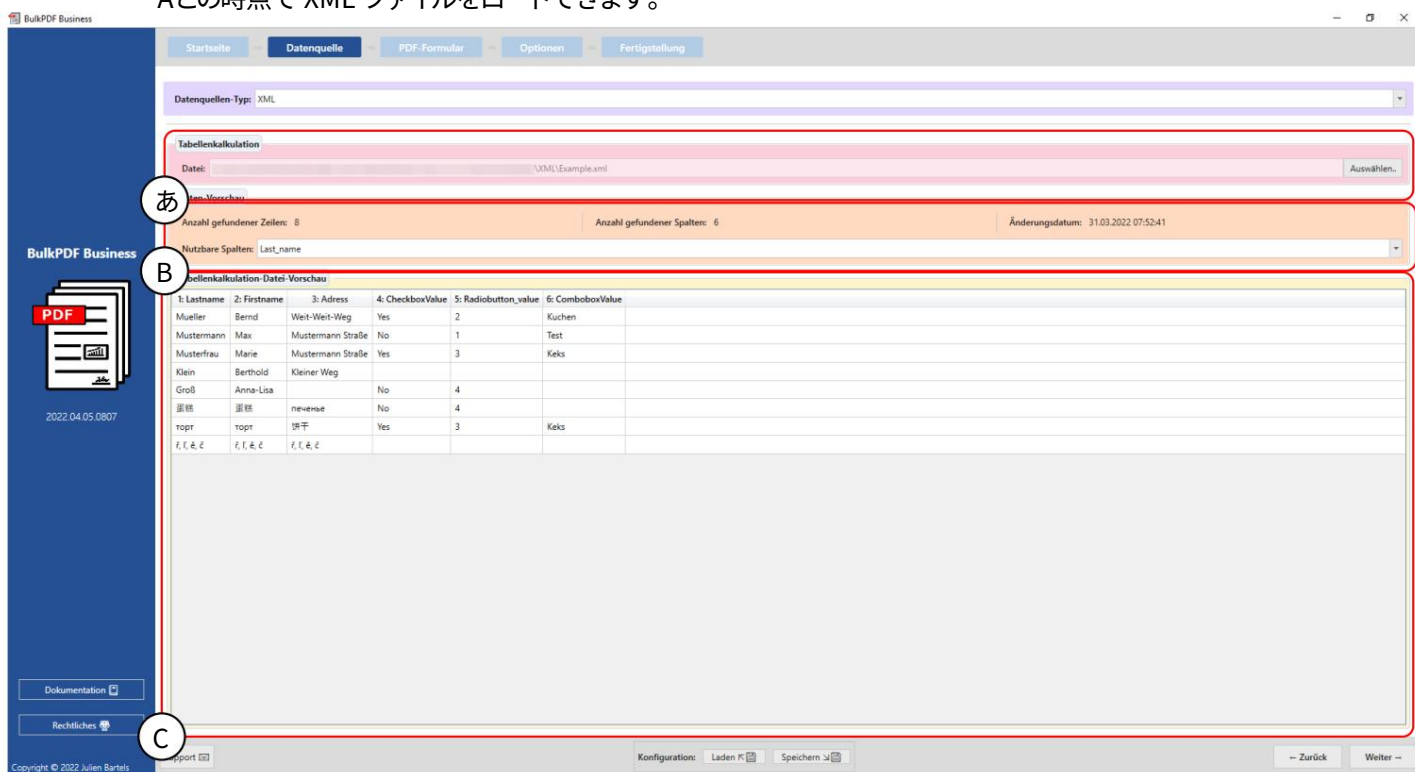 Aこの時点で XML ファイルをロードできます。
BulkPDF Business
Startseite Datenquelle PDF-Formular Optionen Fertigstellung
Datenquellen-Typ: XML
Tabellenkalkulation
Datei: \XML\Example.xml Auswählen..
あ
ten-Vorschau
Anzahl gefundener Zeilen: 8 Anzahl gefundener Spalten: 6 Änderungsdatum: 31.03.2022 07:52:41
Nutzbare Spalten: Last_name
BulkPDF Business
B
bellenkalkulation-Datei-Vorschau
1: Lastname 2: Firstname 3: Adress 4: CheckboxValue 5: Radiobutton_value 6: ComboboxValue
Mueller Bernd Weit-Weit-Weg Yes 2 Kuchen
Mustermann Max Mustermann Straße No 1 Test
Musterfrau Marie Mustermann Straße Yes 3 Keks
Klein Berthold Kleiner Weg
Groß Anna-Lisa No 4
蛋糕 蛋糕 печенье No 4
торт торт 饼干 Yes 3 Keks
PDF
2022.04.05.0807
Dokumentation
Rechtliches
C
pport
Konfiguration: Laden Speichern
← Zurück Weiter →
Copyright © 2022 Julien Bartels